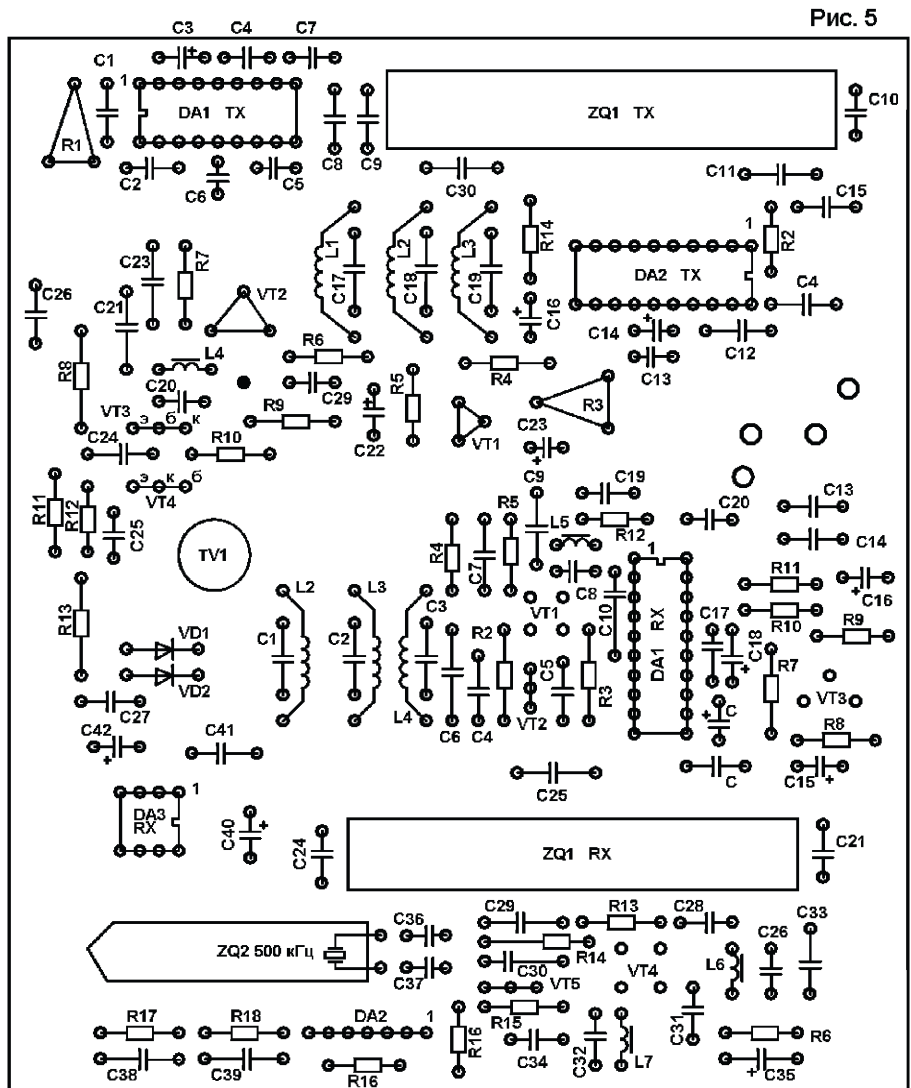 Рис. 5
C3 C4 C7
C1 1 + DA1 TX ZQ1 TX C10
R1 C8 C9
C2 C6 C5 C30 C11
C15
1
L1 L2 L3 R14 R2
C23 R7 C17 C18 C19 DA2 TX
C26 C21 VT2 C16 + C4
C14 + C12
R8 L4 R6 C13
C20 C29 R5 R4
VT3 э б к R9 + C22 VT1 C23 + R3
C24 R10
э к б C9 C19 C20 C13
R11 R12 VT4 R5 L5 R12
C25 TV1 R4 C7 1 C14
C8 C10 R11 + C16
R13 L2 L3 C3 VT1 DA1 RX R10
C1 C2 R2 C17 C18 + R9
VD1 C5 R3 R7
VD2 L4 VT3
C27 C6 C4 VT2 + C R8
C42 + C41 C C15 +
C25
DA3 RX 1
C40 + C24 ZQ1 RX C21
C29 R13 C28 C33
C36 R14 L6 C26
ZQ2 500 кГц C30 VT4
C37 VT5
R17 R18 DA2 1 R16 R15 C31
C34 C32 L7 R6
C38 C39 R16 + C35